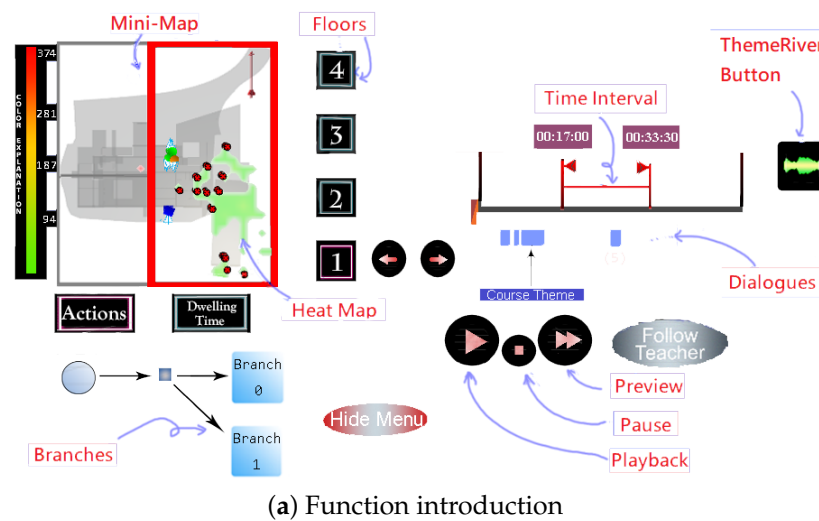 Mini-Map
Floors
ThemeRiver
Button
374
281
187
94
COLOR EXPLANATION
4
3
2
1
Time Interval
00:17:00
00:33:30
(5)
Dialogues
Course Theme
Heat Map
Actions
Dwelling
Time
Follow
Teacher
Preview
Pause
Playback
Branch
0
Branch
1
Branches
Hide Menu
(a) Function introduction